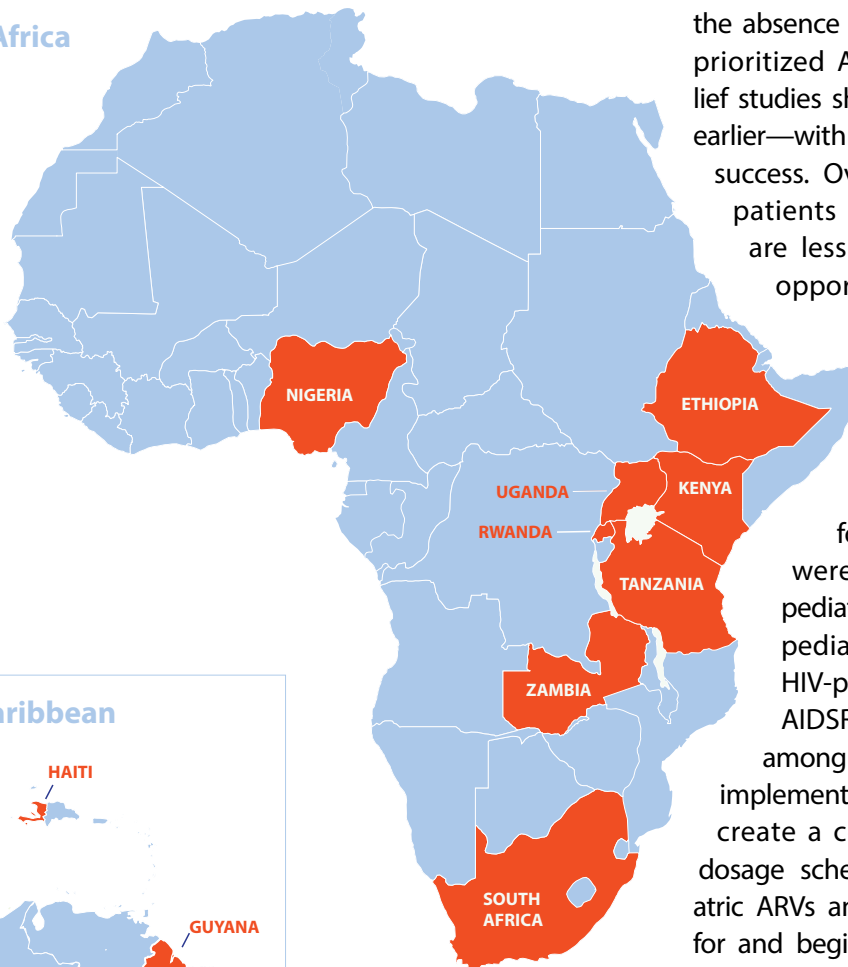 Africa
the absence
prioritized A
lief studies sh
earlier—with
success. Ov
patients
are less
oppor
NIGERIA
ETHIOPIA
UGANDA
KENYA
RWANDA
TANZANIA
ZAMBIA
SOUTH
AFRICA
fo
were
pediat
pedia
HIV-p
AIDSR
among
implement
create a c
dosage sche
atric ARVs ar
for and begi
aribbean
HAITI
GUYANA